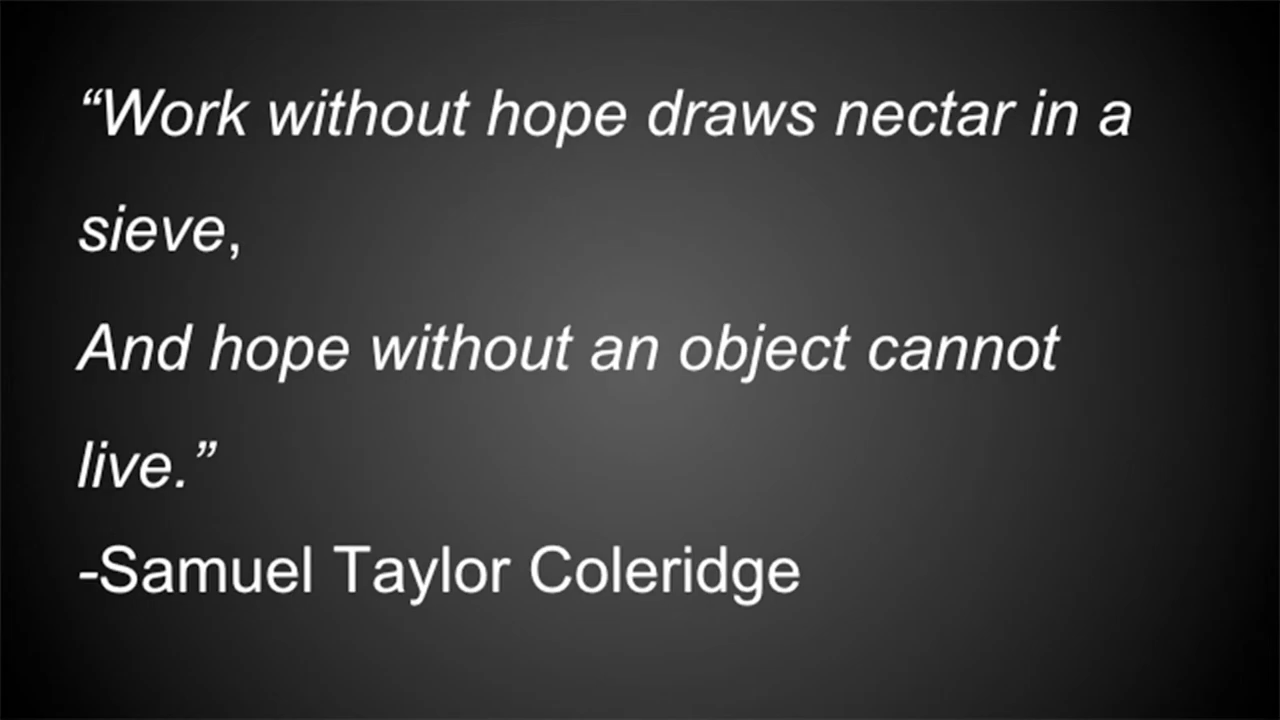 “Work without hope draws nectar in a
sieve,
And hope without an object cannot
live.”
-Samuel Taylor Coleridge